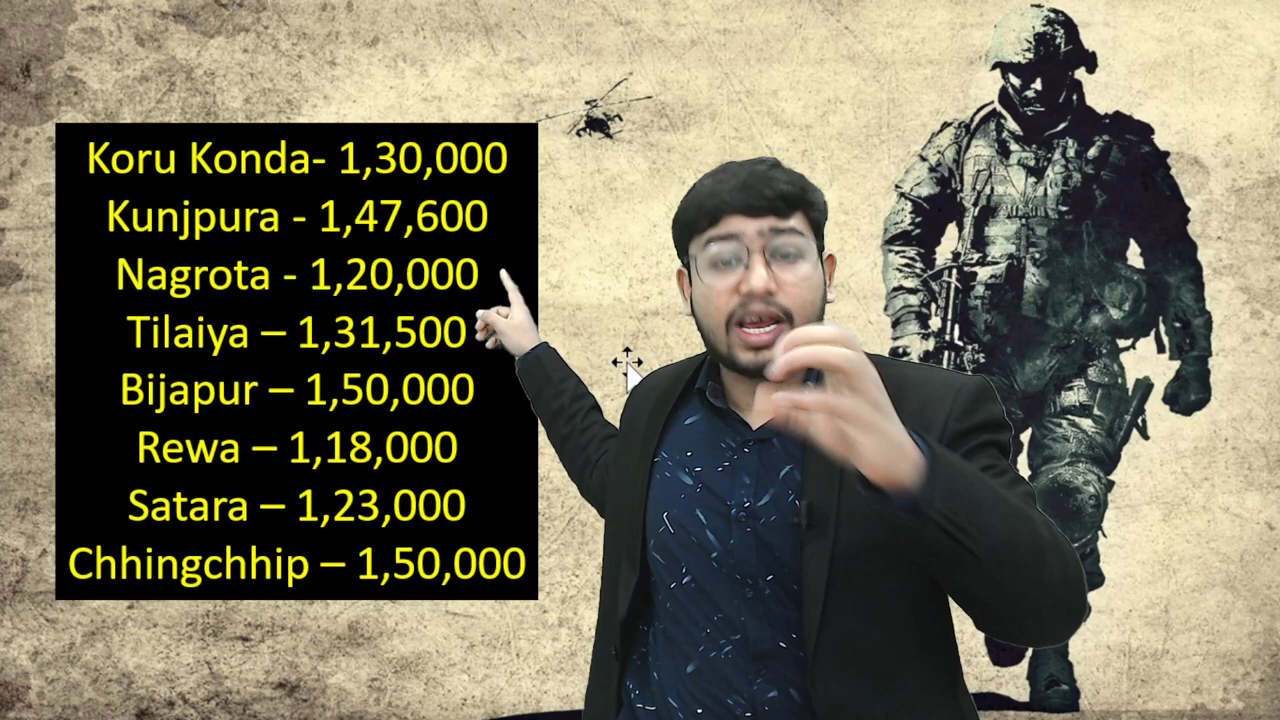 Koru Konda- 1,30,000
Kunjpura - 1,47,600
Nagrota - 1,20,000
Tilaiya – 1,31,500
Bijapur – 1,50,000
Rewa – 1,18,000
Satara – 1,23,000
Chhingchhip – 1,50,000